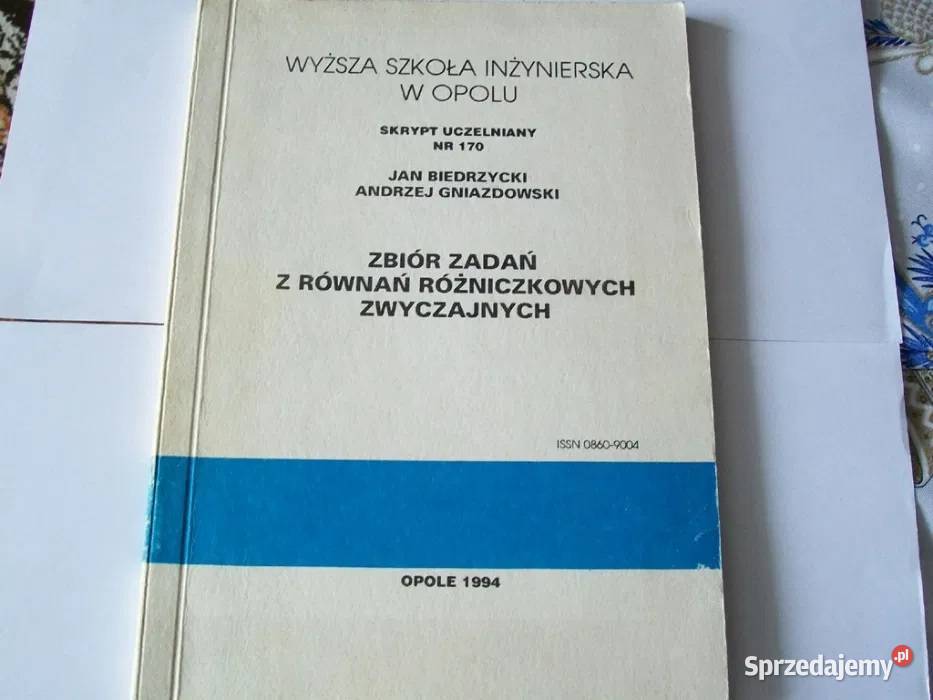 WYŻSZA SZKOŁA INŻYNIERSKA
W OPOLU
SKRYPT UCZELNIANY
NR 170
JAN BIEDRZYCKI
ANDRZEJ GNIAZDOWSKI
ZBIÓR ZADAŃ
Z RÓWNAŃ RÓŻNICZKOWYCH
ZWYCZAJNYCH
ISSN 0860-9004
OPOLE 1994
Sprzedajemy.pl